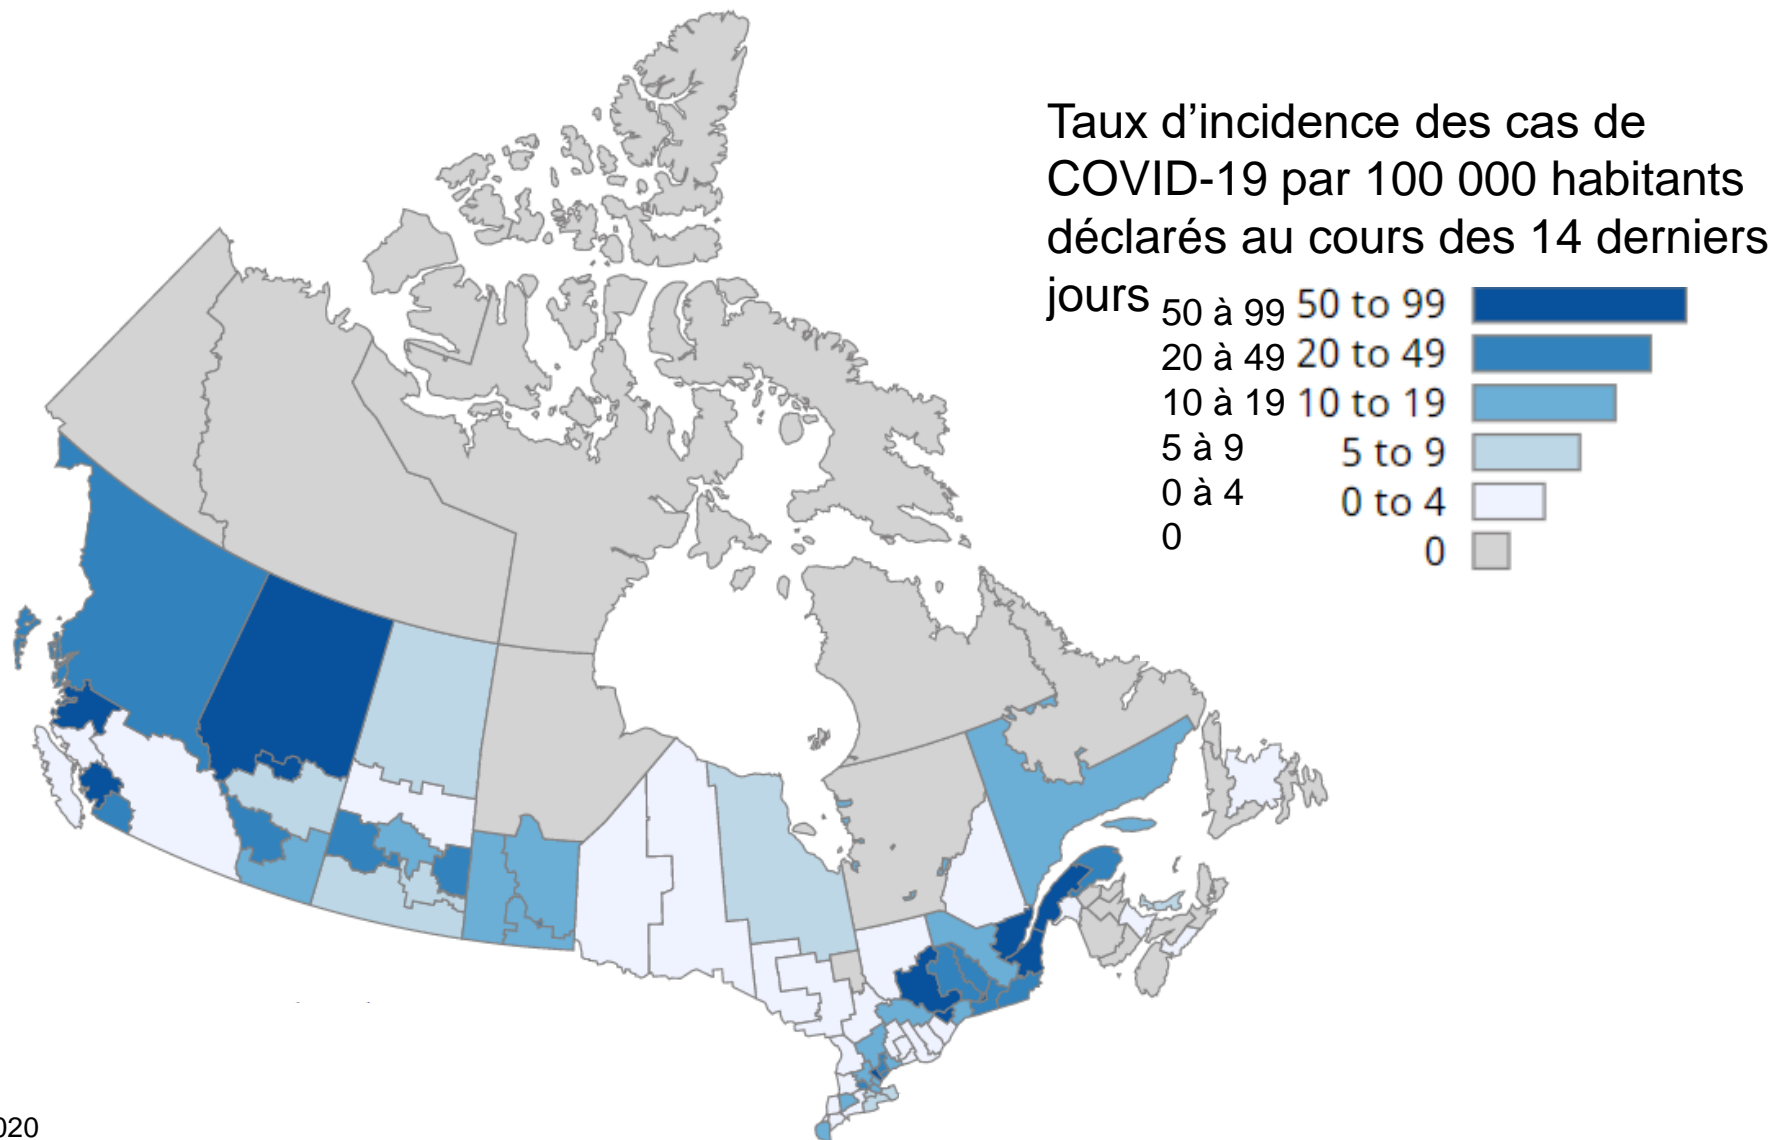 Taux d’incidence des cas de
COVID-19 par 100 000 habitants
déclarés au cours des 14 derniers
jours
50 à 99 50 to 99
20 à 49 20 to 49
10 à 19 10 to 19
5 à 9 5 to 9
0 à 4 0 to 4
0 0